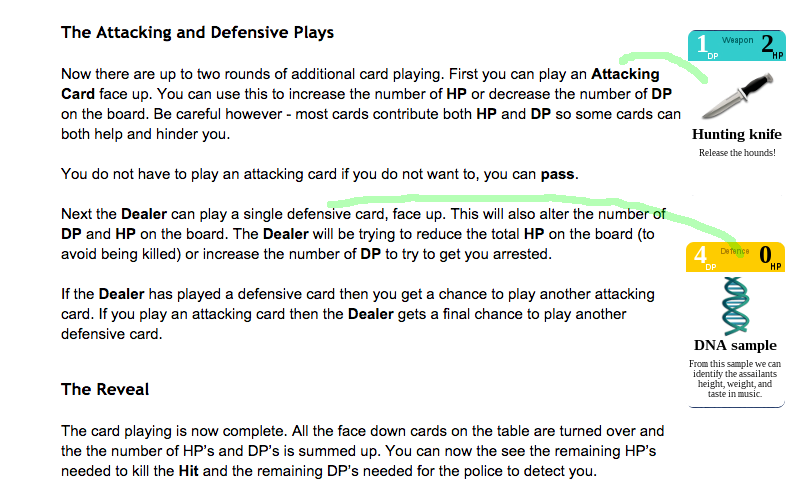 The Attacking and Defensive Plays
Now there are up to two rounds of additional card playing. First you can play an Attacking
Card face up. You can use this to increase the number of HP or decrease the number of DP
on the board. Be careful however - most cards contribute both HP and DP so some cards can
both help and hinder you.
You do not have to play an attacking card if you do not want to, you can pass.
Next the Dealer can play a single defensive card, face up. This will also alter the number of
DP and HP on the board. The Dealer will be trying to reduce the total HP on the board (to
avoid being killed) or increase the number of DP to try to get you arrested.
If the Dealer has played a defensive card then you get a chance to play another attacking
card. If you play an attacking card then the Dealer gets a final chance to play another
defensive card.
The Reveal
The card playing is now complete. All the face down cards on the table are turned over and
the the number of HP's and DP's is summed up. You can now the see the remaining HP's
needed to kill the Hit and the remaining DP's needed for the police to detect you.
1 DP Weapon 2 HP
Hunting knife
Release the hounds!
4 DP Defence 0 HP
DNA sample
From this sample we can
identify the assailants
height, weight, and
taste in music.